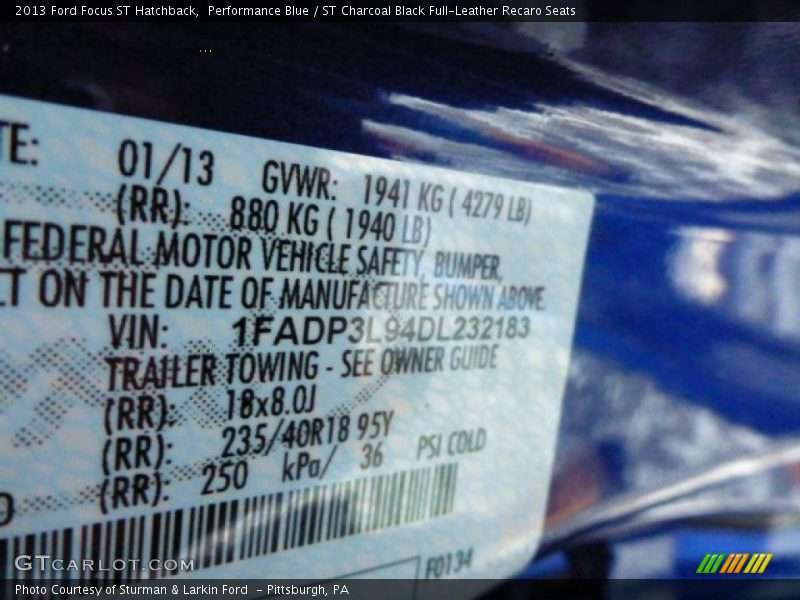 2013 Ford Focus ST Hatchback, Performance Blue / ST Charcoal Black Full-Leather Recaro Seats
TE: 01/13 GVWR: 1941 KG ( 4279 LB)
(RR): 880 KG ( 1940 LB)
FEDERAL MOTOR VEHICLE SAFETY, BUMPER,
CT ON THE DATE OF MANUFACTURE SHOWN ABOVE.
VIN: 1FADP3L94DL232183
TRAILER TOWING - SEE OWNER GUIDE
(RR): 18x8.0J
(RR): 235/40R18 95Y
(RR): 250 kPa/ 36 PSI COLD
F0134
GTcarlot.com
Photo Courtesy of Sturman & Larkin Ford - Pittsburgh, PA